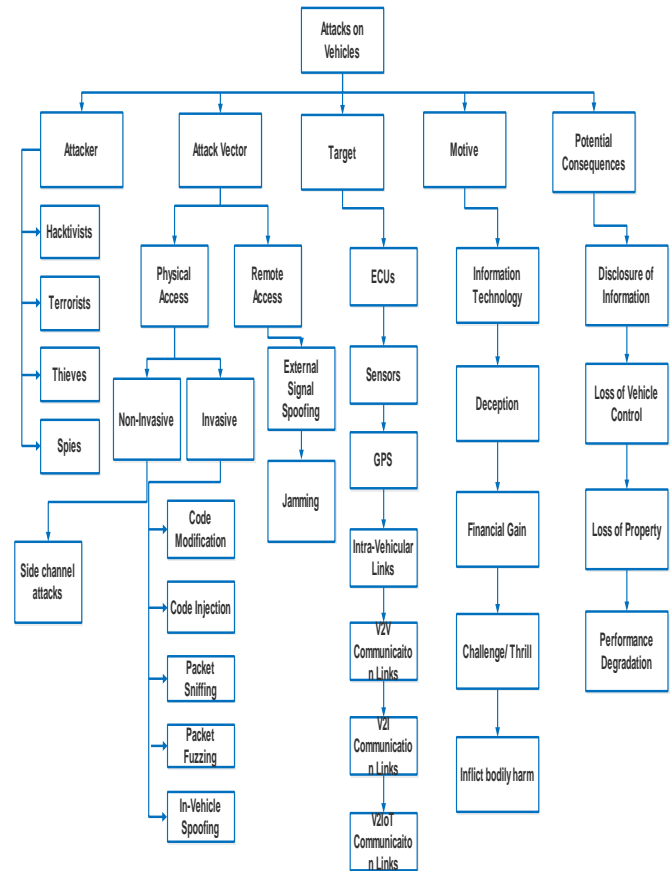 Attacks on
Vehicles
Attacker
Attack Vector
Target
Motive
Potential
Consequences
Hacktivists
Terrorists
Thieves
Spies
Physical
Access
Remote
Access
Non-Invasive
Invasive
External
Signal
Spoofing
Jamming
Side channel
attacks
Code
Modification
Code Injection
Packet
Sniffing
Packet
Fuzzing
In-Vehicle
Spoofing
ECUs
Sensors
GPS
Intra-Vehicular
Links
V2V
Communicaito
n Links
V2I
Communicatio
n Links
V2IoT
Communicaito
n Links
Information
Technology
Deception
Financial Gain
Challenge/ Thrill
Inflict bodily harm
Disclosure of
Information
Loss of Vehicle
Control
Loss of Property
Performance
Degradation